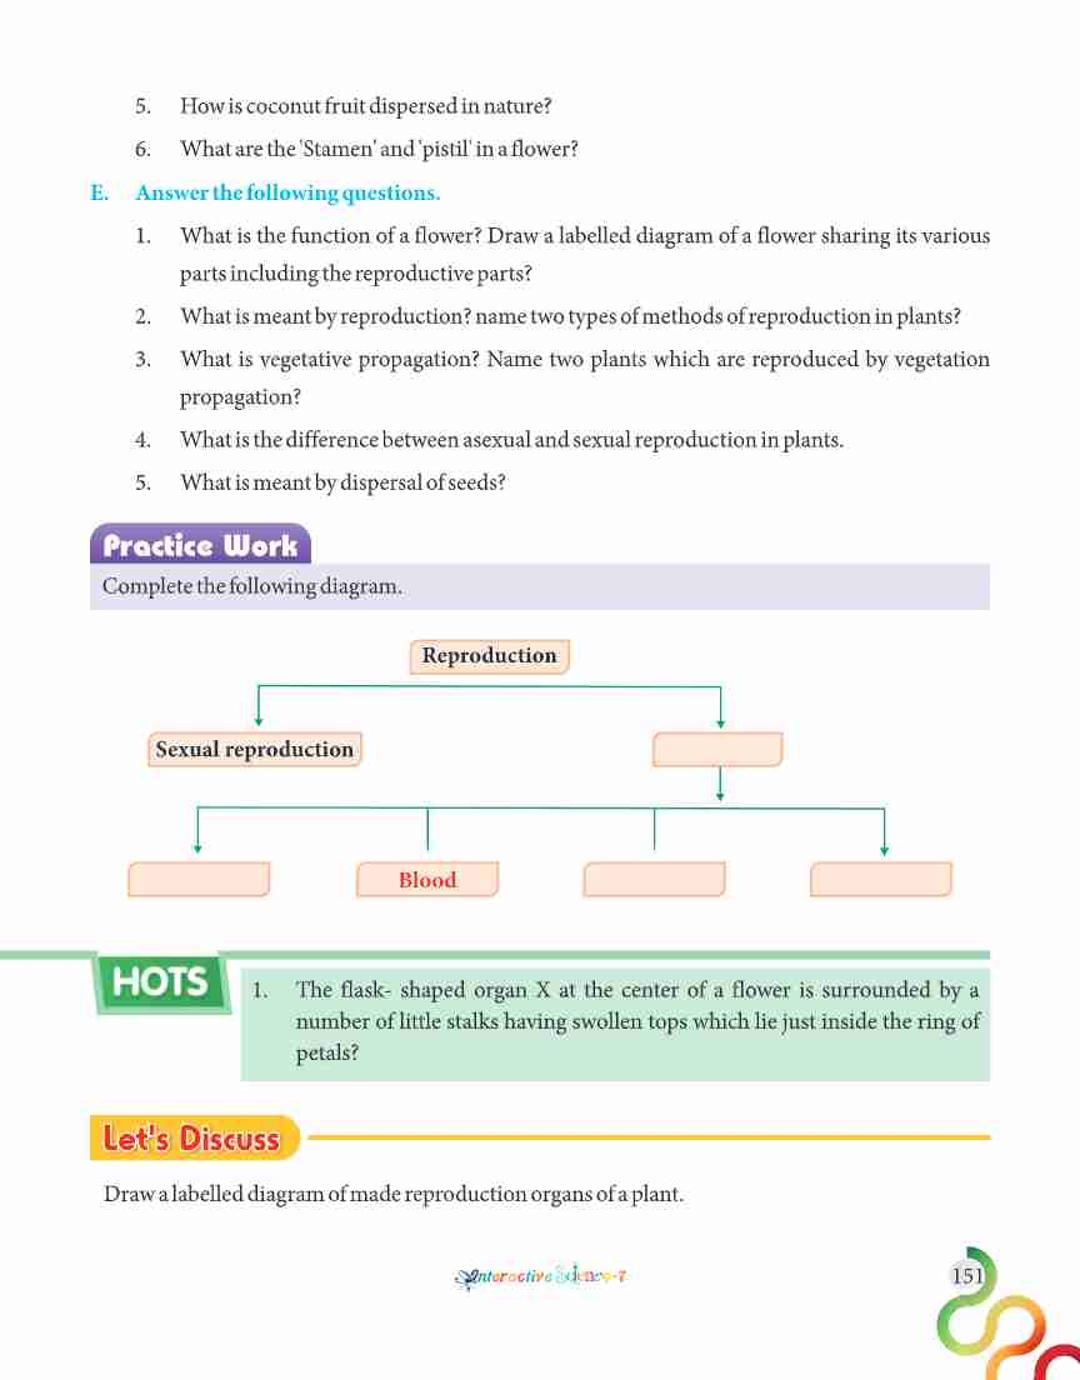 5. How is coconut fruit dispersed in nature?
6. What are the 'Stamen' and 'pistil' in a flower?
E. Answer the following questions.
1. What is the function of a flower? Draw a labelled diagram of a flower sharing its various
parts including the reproductive parts?
2. What is meant by reproduction? name two types of methods of reproduction in plants?
3. What is vegetative propagation? Name two plants which are reproduced by vegetation
propagation?
4. What is the difference between asexual and sexual reproduction in plants.
5. What is meant by dispersal of seeds?
Practice Work
Complete the following diagram.
Reproduction
Sexual reproduction
Blood
HOTS
1. The flask- shaped organ X at the center of a flower is surrounded by a
number of little stalks having swollen tops which lie just inside the ring of
petals?
Let's Discuss
Draw a labelled diagram of made reproduction organs of a plant.
Interactive Science-7
151